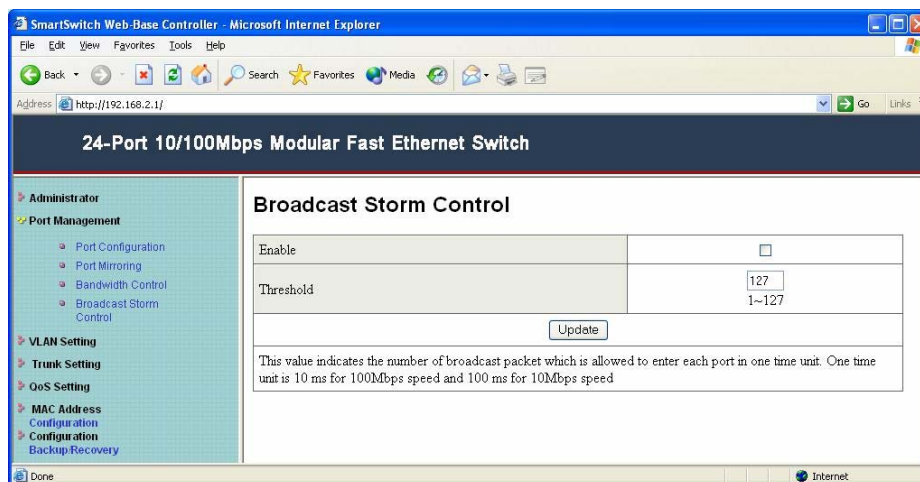 SmartSwitch Web-Base Controller - Microsoft Internet Explorer
File Edit View Favorites Tools Help
Back Search Favorites Media
Address http://192.168.2.1/ Go Links
24-Port 10/100Mbps Modular Fast Ethernet Switch
Administrator
Port Management
Port Configuration
Port Mirroring
Bandwidth Control
Broadcast Storm
Control
VLAN Setting
Trunk Setting
QoS Setting
MAC Address
Configuration
Configuration
Backup/Recovery
Broadcast Storm Control
Enable
Threshold
127
1~127
Update
This value indicates the number of broadcast packet which is allowed to enter each port in one time unit. One time
unit is 10 ms for 100Mbps speed and 100 ms for 10Mbps speed
Done Internet